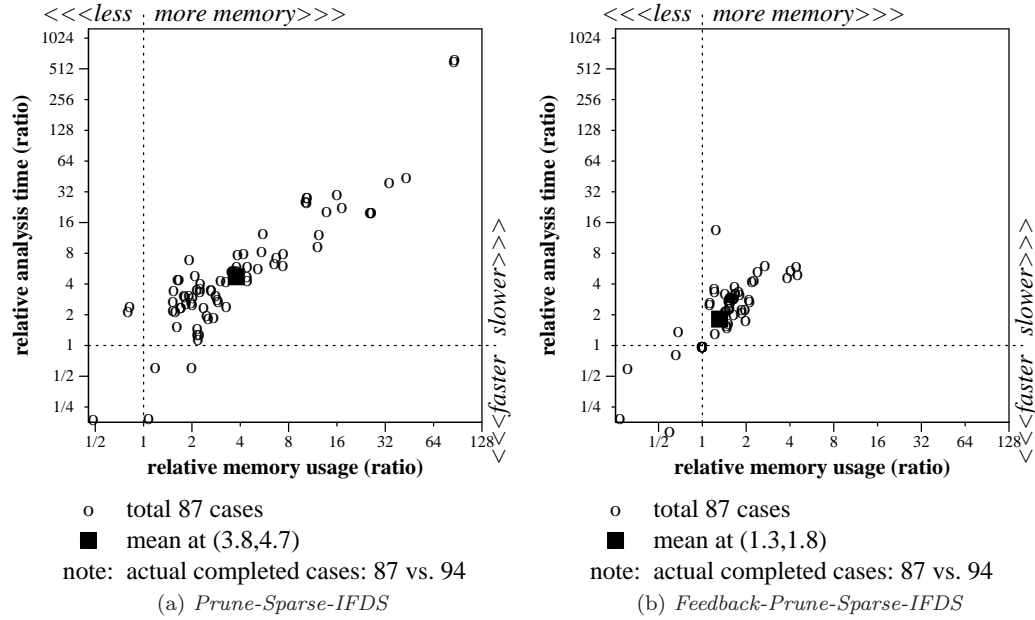 <<<less more memory>>>
relative analysis time (ratio)
1024
512
256
128
64
32
16
8
4
2
1
1/2
1/4
<<<faster slower>>>
1/2 1 2 4 8 16 32 64 128
relative memory usage (ratio)
o total 87 cases
mean at (3.8,4.7)
note: actual completed cases: 87 vs. 94
(a) Prune-Sparse-IFDS
<<<less more memory>>>
relative analysis time (ratio)
1024
512
256
128
64
32
16
8
4
2
1
1/2
1/4
<<<faster slower>>>
1/2 1 2 4 8 16 32 64 128
relative memory usage (ratio)
o total 87 cases
mean at (1.3,1.8)
note: actual completed cases: 87 vs. 94
(b) Feedback-Prune-Sparse-IFDS